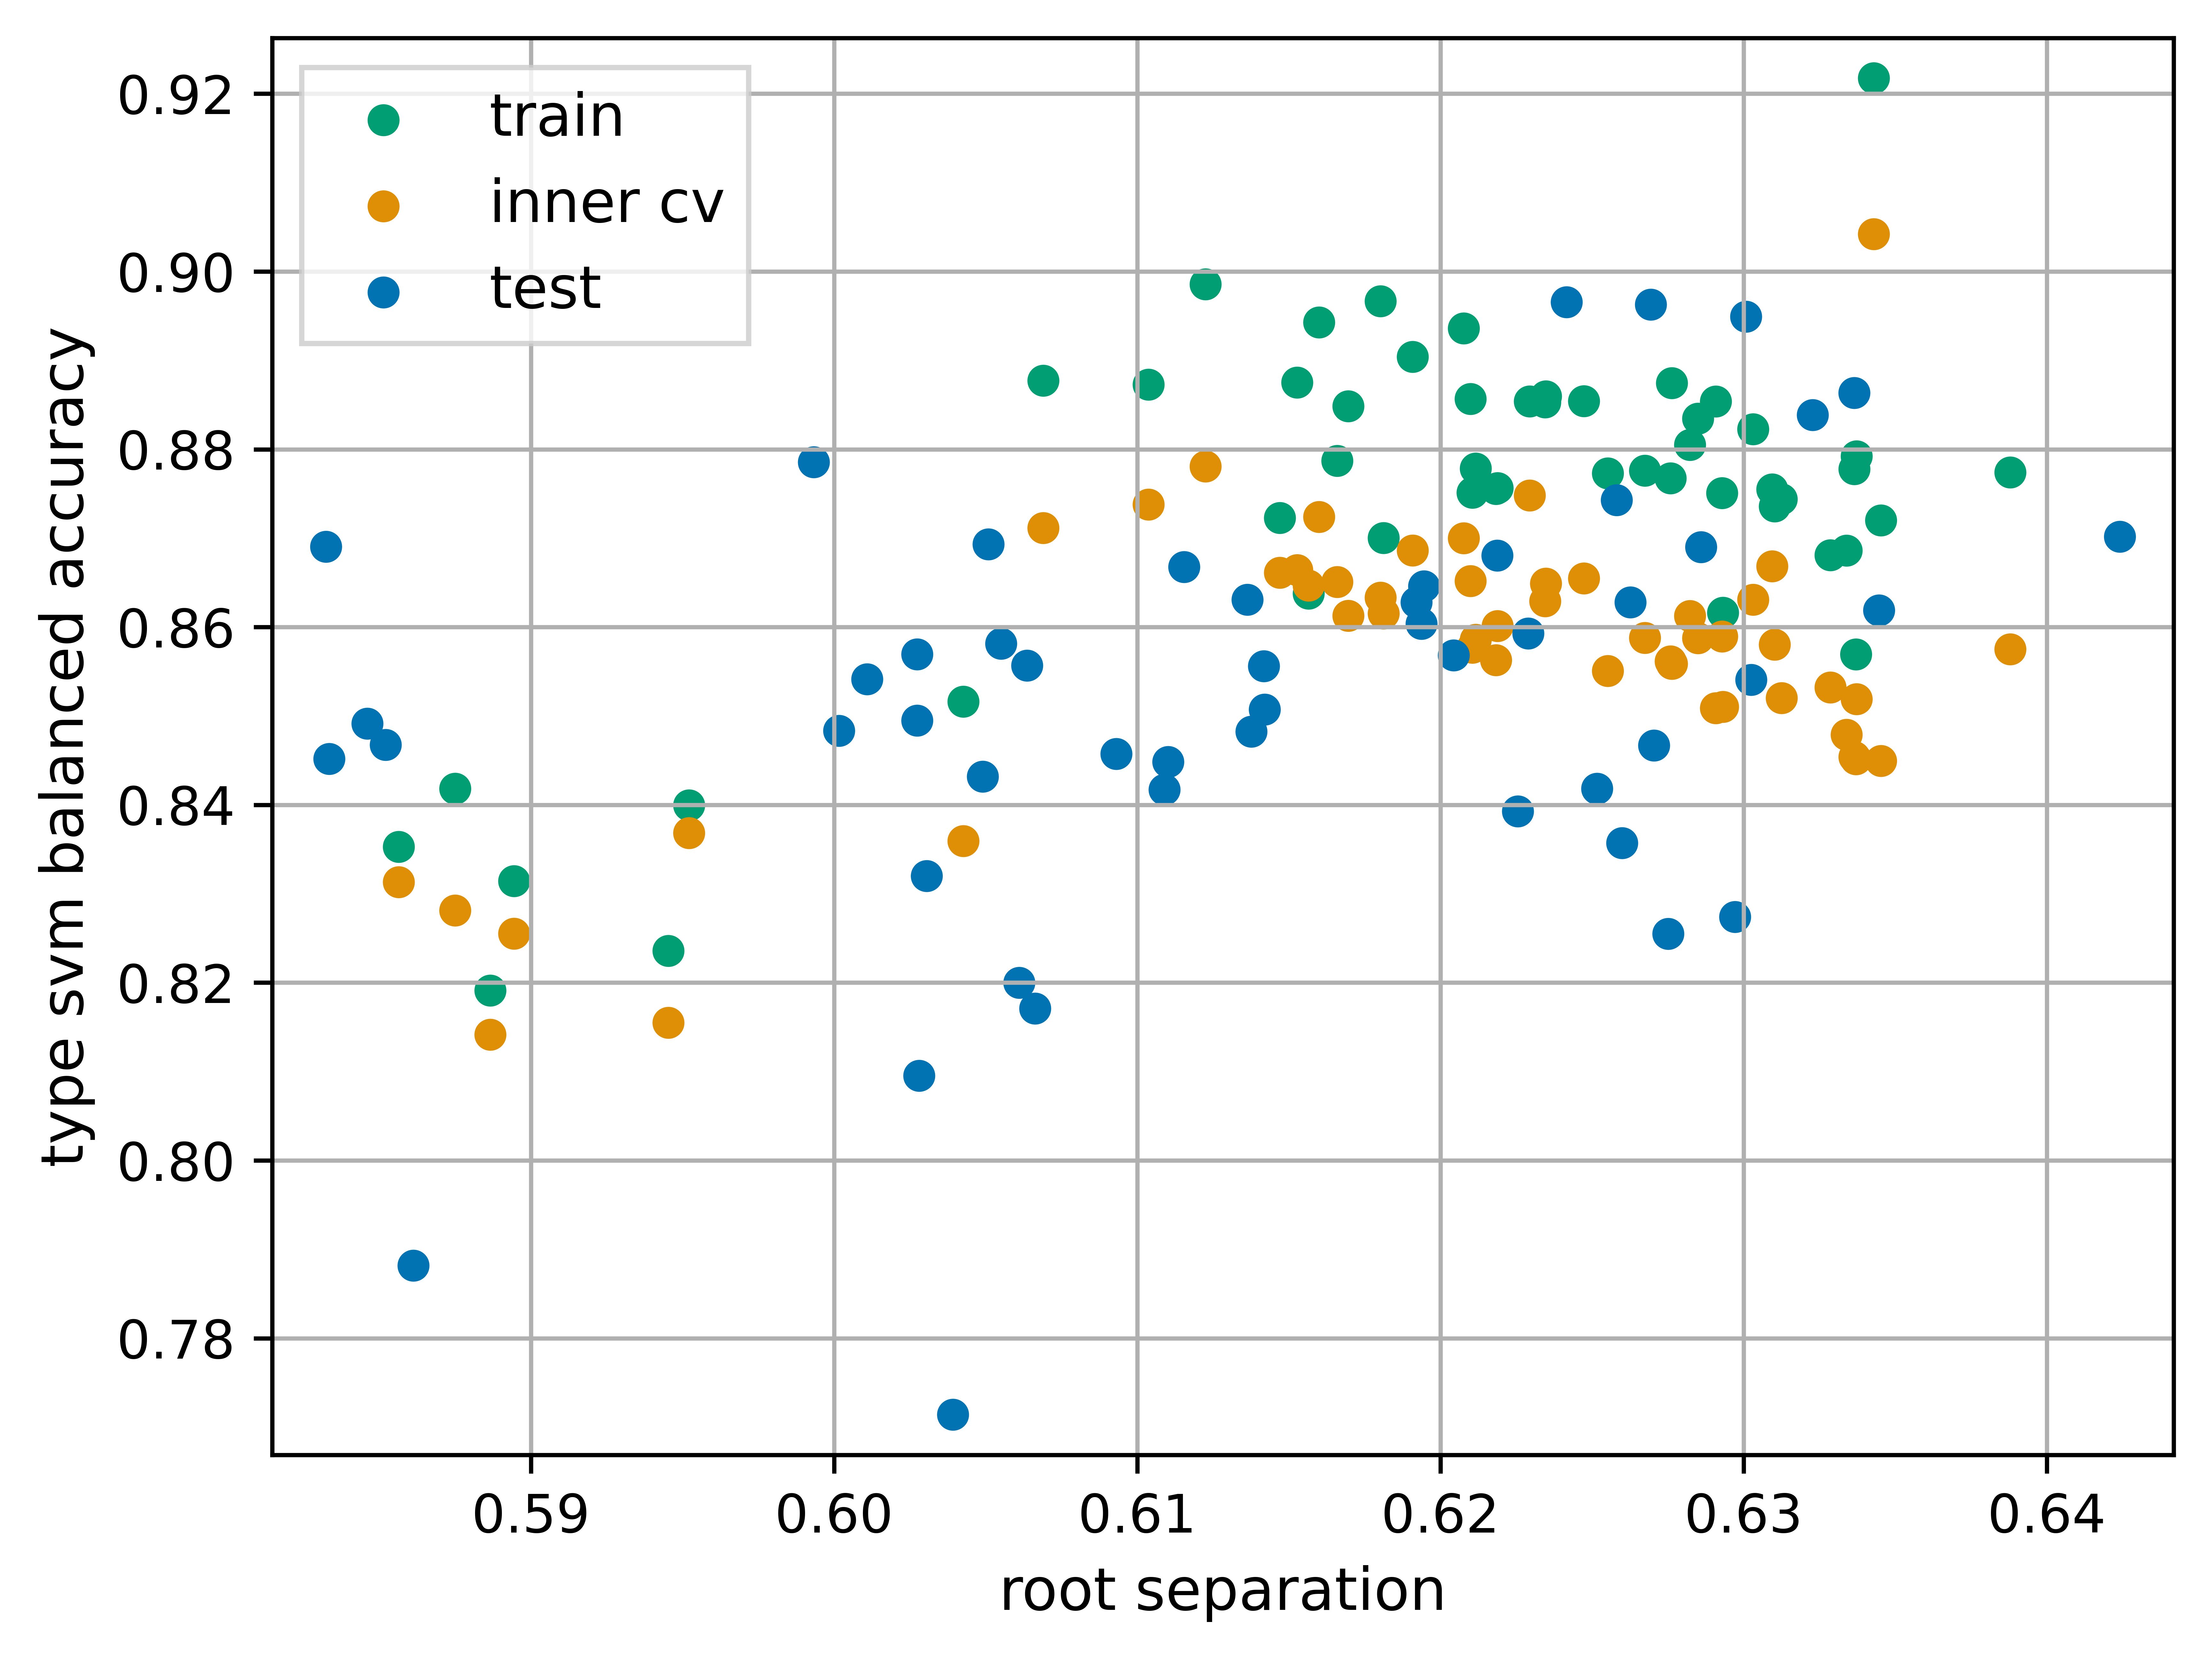 train
inner cv
test
type svm balanced accuracy
0.92
0.90
0.88
0.86
0.84
0.82
0.80
0.78
0.59 0.60 0.61 0.62 0.63 0.64
root separation